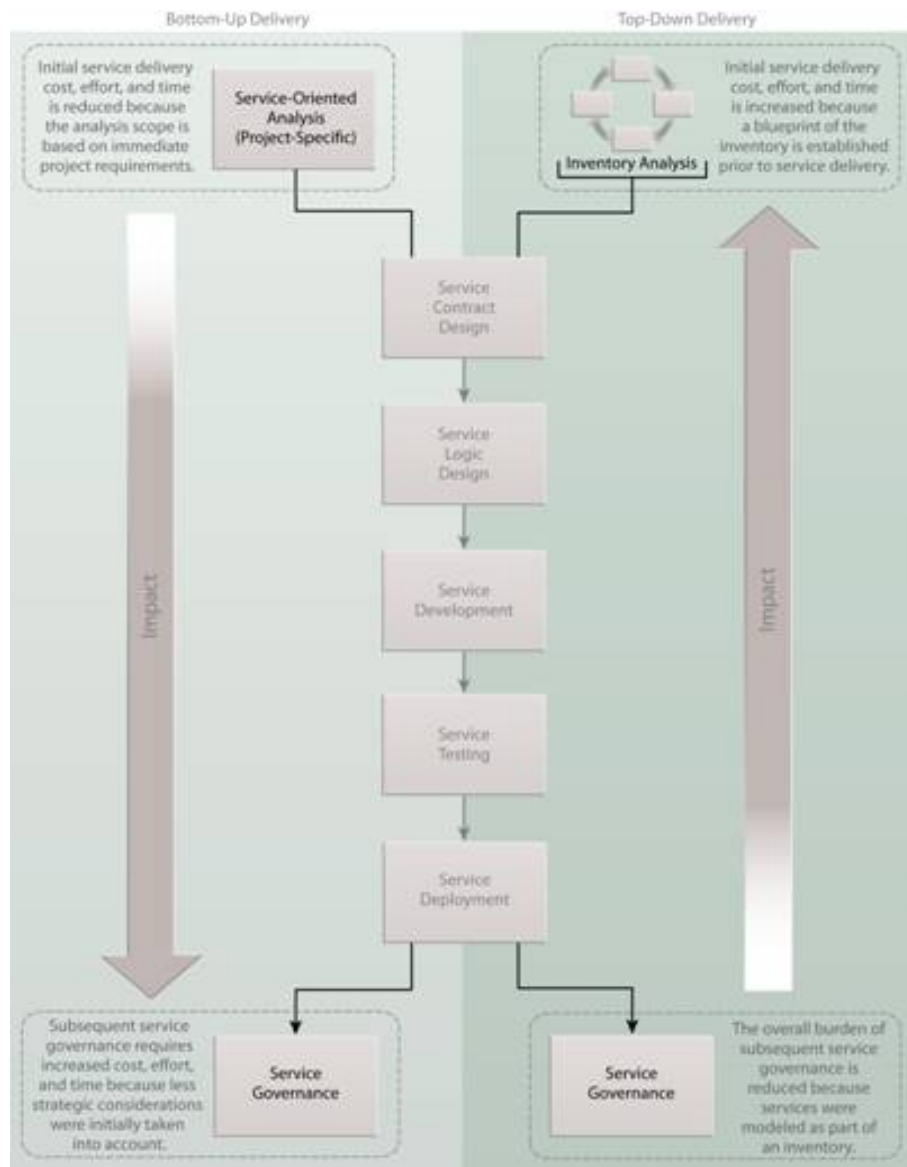 Bottom-Up Delivery
Top-Down Delivery
Initial service delivery
cost, effort, and time
is reduced because
the analysis scope is
based on immediate
project requirements.
Service-Oriented
Analysis
(Project-Specific)
Inventory Analysis
Initial service delivery
cost, effort, and time
is increased because
a blueprint of the
inventory is established
prior to service delivery.
Service
Contract
Design
Service
Logic
Design
Impact
Service
Development
Impact
Service
Testing
Service
Deployment
Subsequent service
governance requires
increased cost, effort,
and time because less
strategic considerations
were initially taken
into account.
Service
Governance
Service
Governance
The overall burden of
subsequent service
governance is
reduced because
services were
modeled as part of
an inventory.